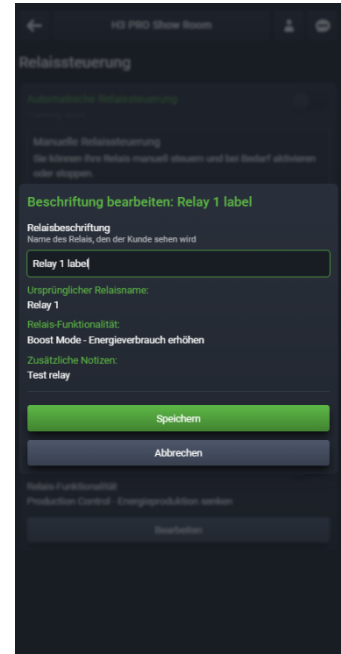 H3 PRO Show Room
Relaissteuerung
Automatische Relaissteuerung
Manuelle Relaissteuerung
Sie können Ihre Relais manuell steuern und bei Bedarf aktivieren
oder stoppen.
Beschriftung bearbeiten: Relay 1 label
Relaisbeschriftung
Name des Relais, den der Kunde sehen wird
Relay 1 label
Ursprünglicher Relaisname:
Relay 1
Relais-Funktionalität:
Boost Mode - Energieverbrauch erhöhen
Zusätzliche Notizen:
Test relay
Speichern
Abbrechen
Relais-Funktionalität
Production Control - Energieproduktion senken
Bearbeiten